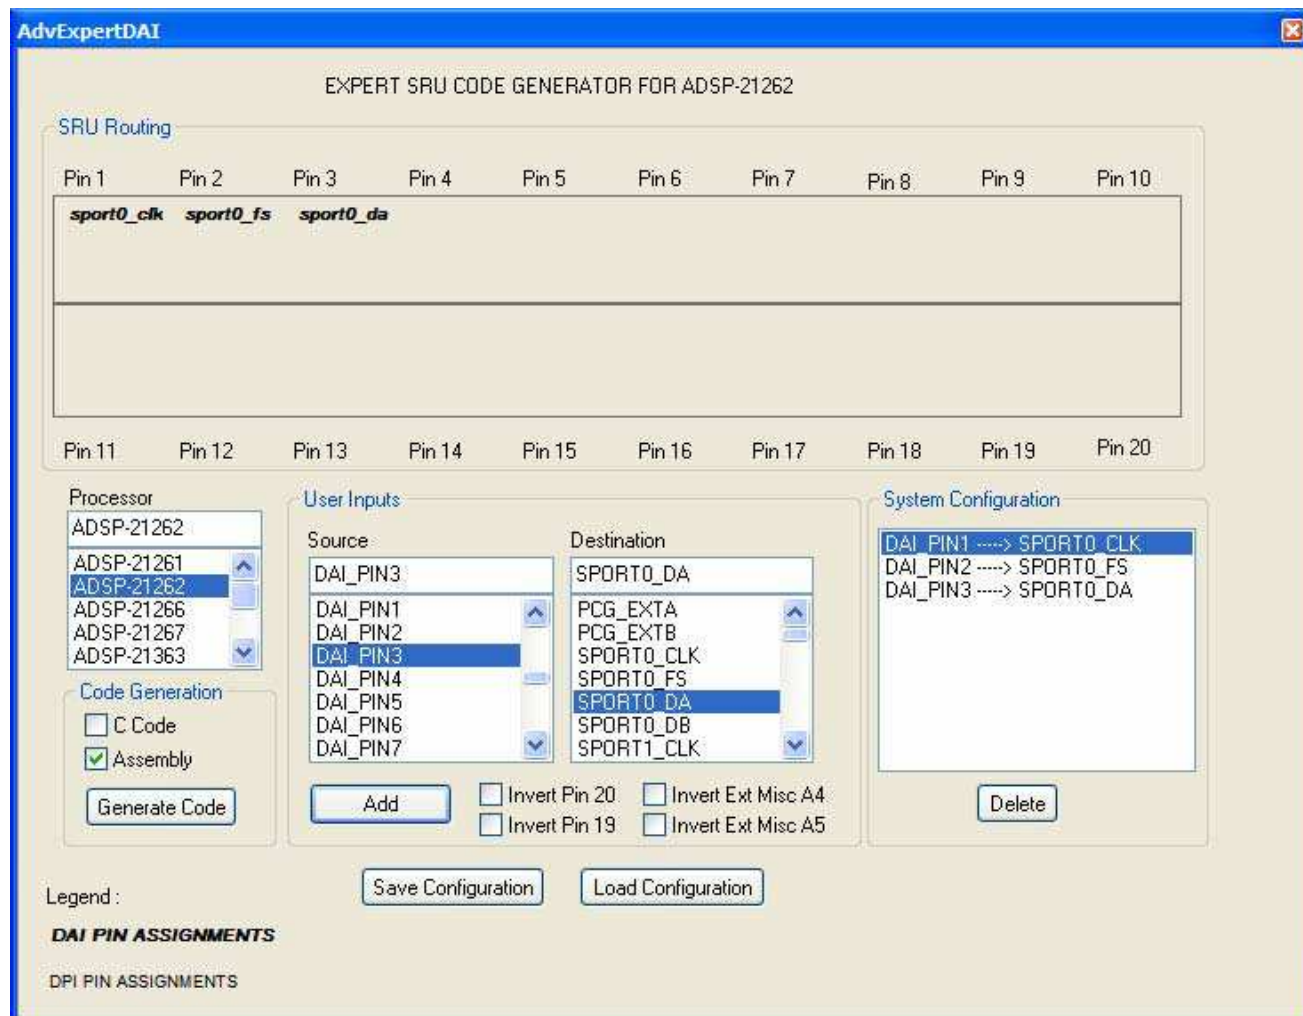 AdvExpertDAI
EXPERT SRU CODE GENERATOR FOR ADSP-21262
SRU Routing
Pin 1 Pin 2 Pin 3 Pin 4 Pin 5 Pin 6 Pin 7 Pin 8 Pin 9 Pin 10
sport0_clk sport0_fs sport0_da
Pin 11 Pin 12 Pin 13 Pin 14 Pin 15 Pin 16 Pin 17 Pin 18 Pin 19 Pin 20
Processor
ADSP-21262
ADSP-21261
ADSP-21262
ADSP-21266
ADSP-21267
ADSP-21363
Code Generation
C Code
Assembly
Generate Code
User Inputs
Source
DAI_PIN3
DAI_PIN1
DAI_PIN2
DAI_PIN3
DAI_PIN4
DAI_PIN5
DAI_PIN6
DAI_PIN7
Destination
SPORT0_DA
PCG_EXTA
PCG_EXTB
SPORT0_CLK
SPORT0_FS
SPORT0_DA
SPORT0_DB
SPORT1_CLK
Add
Invert Pin 20
Invert Ext Misc A4
Invert Pin 19
Invert Ext Misc A5
System Configuration
DAI_PIN1 -----> SPORT0_CLK
DAI_PIN2 -----> SPORT0_FS
DAI_PIN3 -----> SPORT0_DA
Delete
Save Configuration
Load Configuration
Legend :
DAI PIN ASSIGNMENTS
DPI PIN ASSIGNMENTS